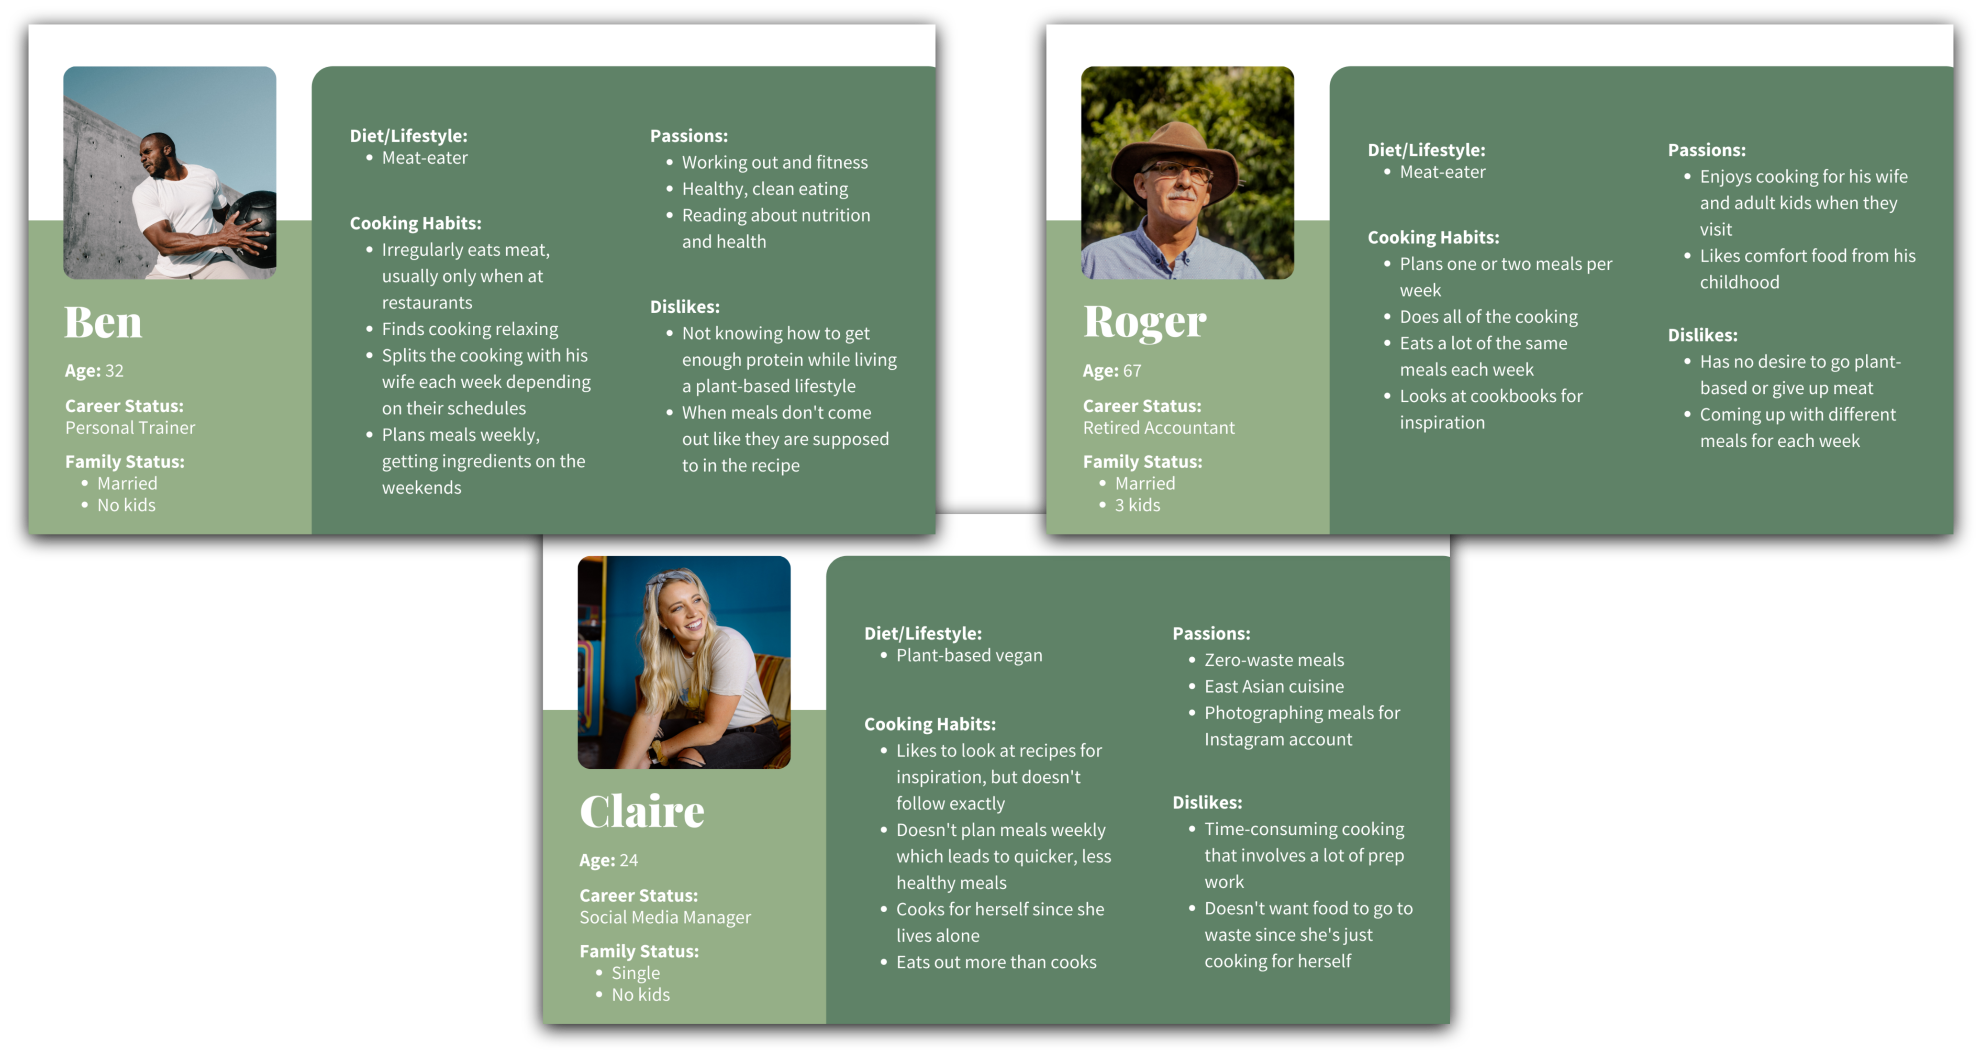 Ben
Age: 32
Career Status:
Personal Trainer
Family Status:
• Married
• No kids
Diet/Lifestyle:
• Meat-eater
Cooking Habits:
• Irregularly eats meat,
usually only when at
restaurants
• Finds cooking relaxing
• Splits the cooking with his
wife each week depending
on their schedules
• Plans meals weekly,
getting ingredients on the
weekends
Passions:
• Working out and fitness
• Healthy, clean eating
• Reading about nutrition
and health
Dislikes:
• Not knowing how to get
enough protein while living
a plant-based lifestyle
• When meals don't come
out like they are supposed
to in the recipe
Roger
Age: 67
Career Status:
Retired Accountant
Family Status:
• Married
• 3 kids
Diet/Lifestyle:
• Meat-eater
Cooking Habits:
• Plans one or two meals per
week
• Does all of the cooking
• Eats a lot of the same
meals each week
• Looks at cookbooks for
inspiration
Passions:
• Enjoys cooking for his wife
and adult kids when they
visit
• Likes comfort food from his
childhood
Dislikes:
• Has no desire to go plant-
based or give up meat
• Coming up with different
meals for each week
Claire
Age: 24
Career Status:
Social Media Manager
Family Status:
• Single
• No kids
Diet/Lifestyle:
• Plant-based vegan
Cooking Habits:
• Likes to look at recipes for
inspiration, but doesn't
follow exactly
• Doesn't plan meals weekly
which leads to quicker, less
healthy meals
• Cooks for herself since she
lives alone
• Eats out more than cooks
Passions:
• Zero-waste meals
• East Asian cuisine
• Photographing meals for
Instagram account
Dislikes:
• Time-consuming cooking
that involves a lot of prep
work
• Doesn't want food to go to
waste since she's just
cooking for herself